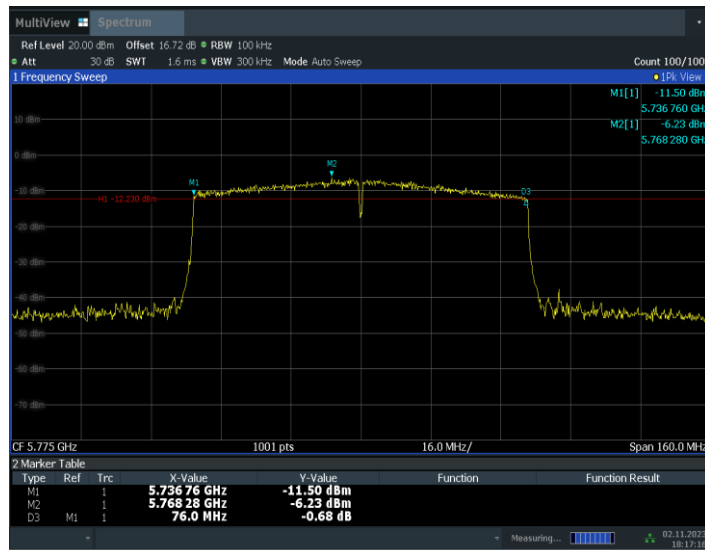 MultiView Spectrum
Ref Level 20.00 dBm Offset 16.72 dB RBW 100 kHz
Att 30 dB SWT 1.6 ms VBW 300 kHz Mode Auto Sweep Count 100/100
1 Frequency Sweep 1Pk View
M1[1] -11.50 dBm
5.736 760 GHz
10 dBm
M2[1] -6.23 dBm
5.768 280 GHz
0 dBm
M2
M1
D3
-10 dBm
H1 -12.230 dBm
-20 dBm
-30 dBm
-40 dBm
-50 dBm
-60 dBm
-70 dBm
CF 5.775 GHz 1001 pts 16.0 MHz/ Span 160.0 MHz
2 Marker Table
Type Ref Trc X-Value Y-Value Function Function Result
M1 1 5.736 76 GHz -11.50 dBm
M2 1 5.768 28 GHz -6.23 dBm
D3 M1 1 76.0 MHz -0.68 dB
Measuring...
02.11.2023
18:17:16